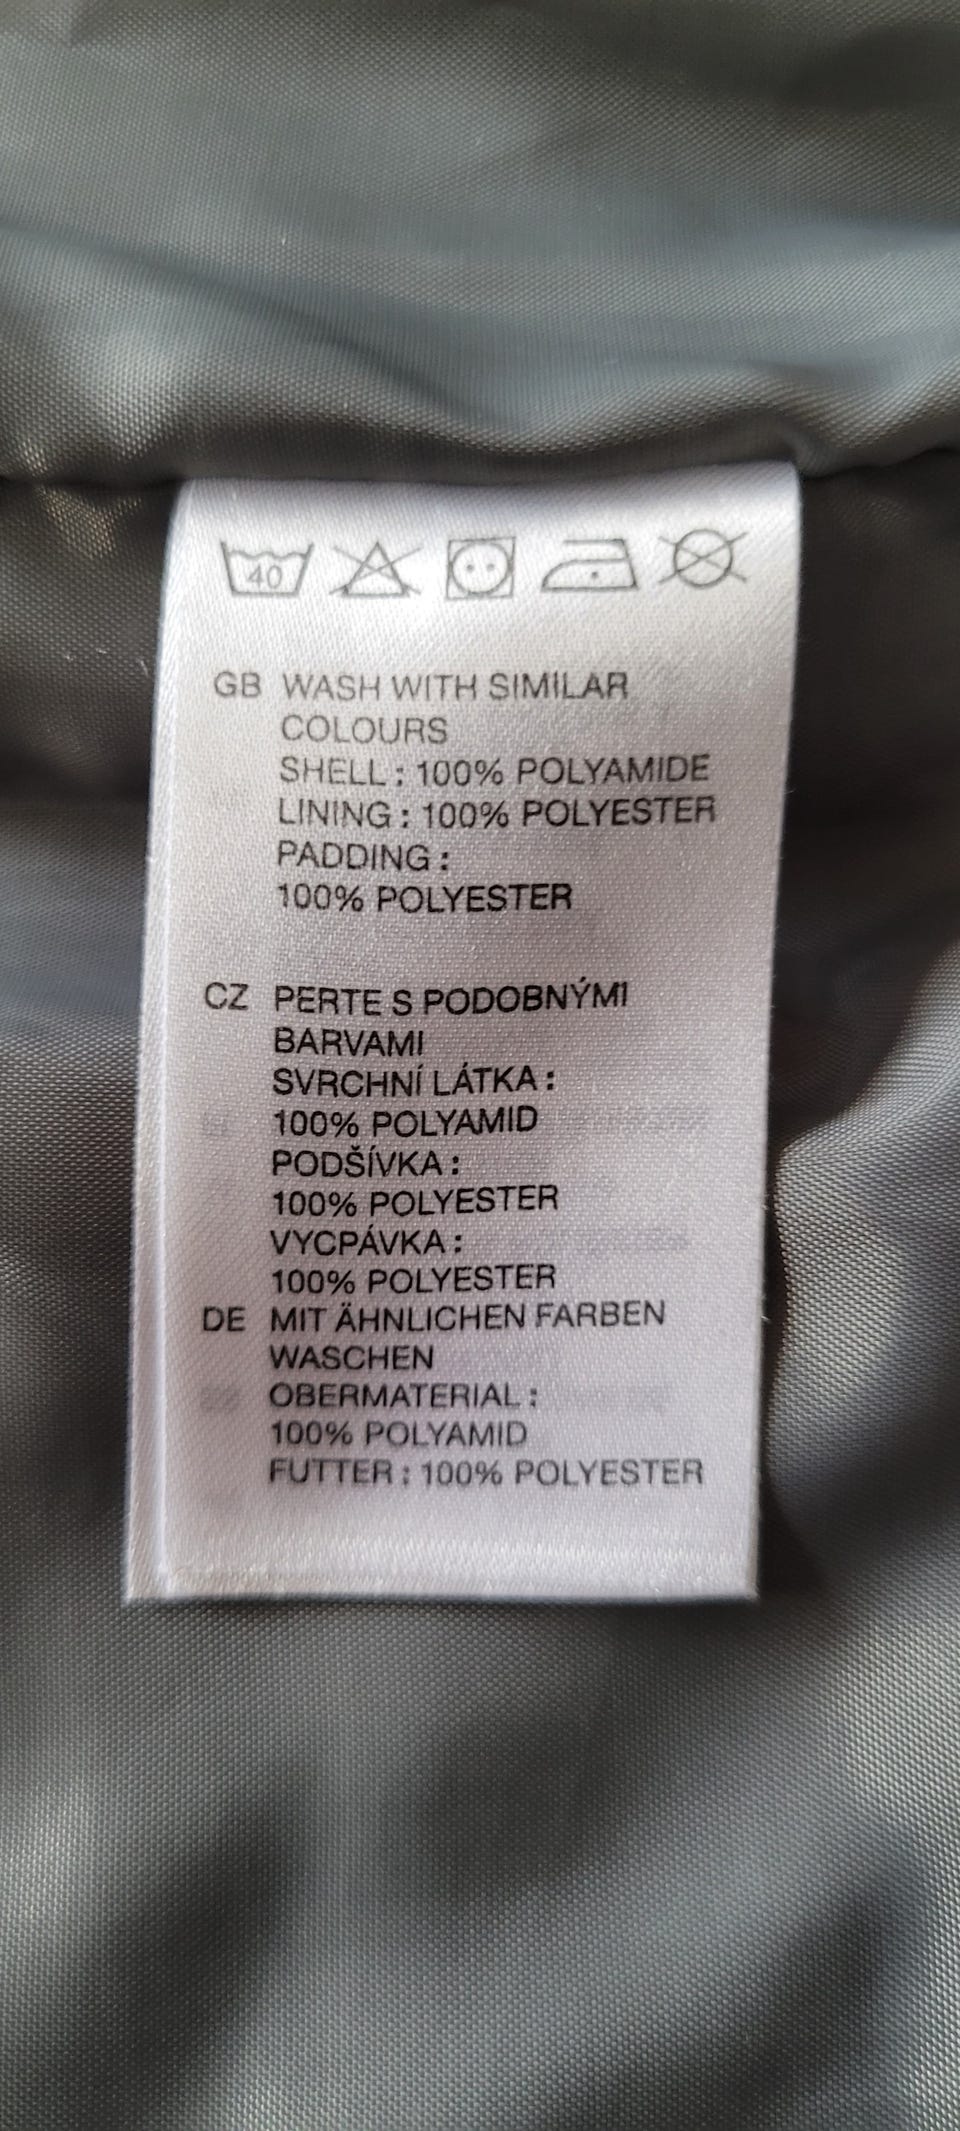 40
GB WASH WITH SIMILAR
COLOURS
SHELL : 100% POLYAMIDE
LINING : 100% POLYESTER
PADDING :
100% POLYESTER
CZ PERTE S PODOBNÝMI
BARVAMI
SVRCHNÍ LÁTKA :
100% POLYAMID
PODŠÍVKA :
100% POLYESTER
VYCPÁVKA :
100% POLYESTER
DE MIT ÄHNLICHEN FARBEN
WASCHEN
OBERMATERIAL :
100% POLYAMID
FUTTER : 100% POLYESTER